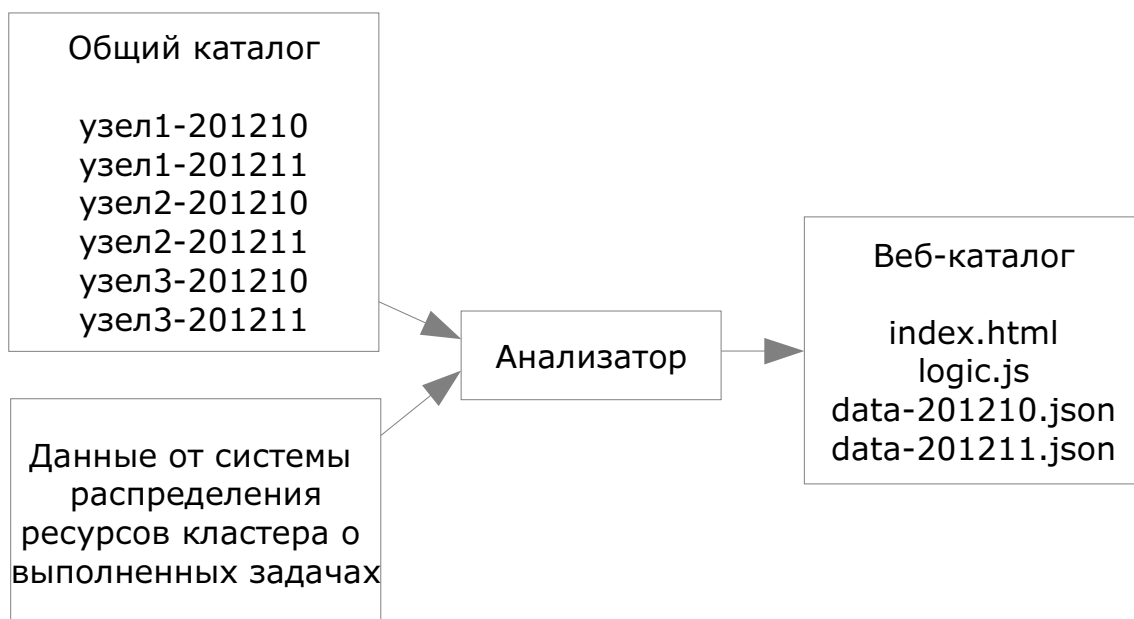 Общий каталог
узел1-201210
узел1-201211
узел2-201210
узел2-201211
узел3-201210
узел3-201211
Данные от системы
распределения
ресурсов кластера о
выполненных задачах
Анализатор
Веб-каталог
index.html
logic.js
data-201210.json
data-201211.json